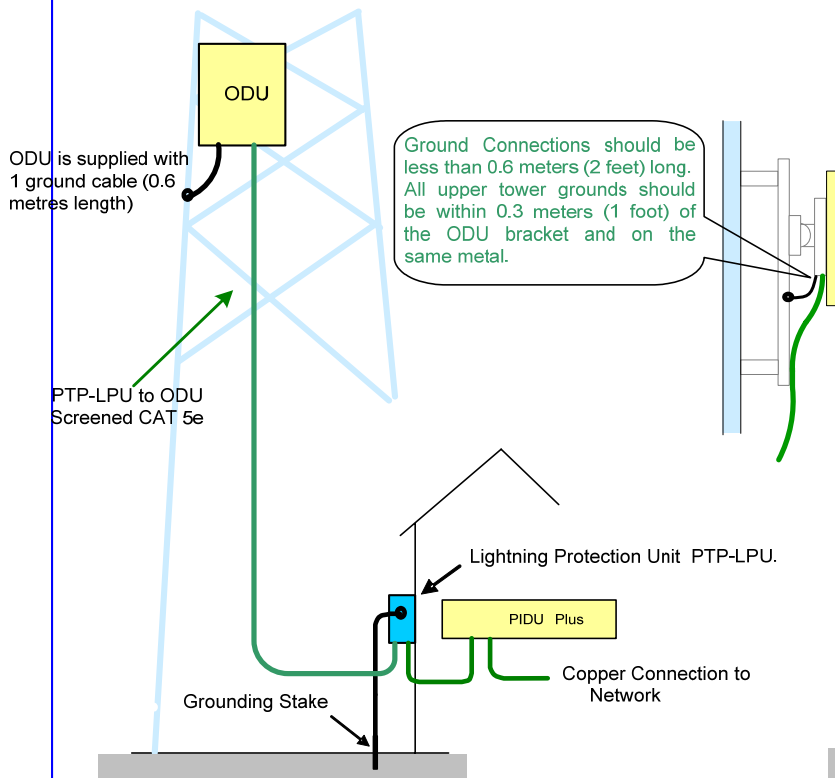 ODU
ODU is supplied with
1 ground cable (0.6
metres length)
Ground Connections should be
less than 0.6 meters (2 feet) long.
All upper tower grounds should
be within 0.3 meters (1 foot) of
the ODU bracket and on the
same metal.
PTP-LPU to ODU
Screened CAT 5e
Lightning Protection Unit PTP-LPU.
PIDU Plus
Copper Connection to
Network
Grounding Stake